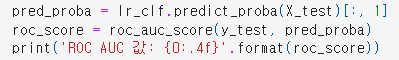 pred_proba = lr_clf.predict_proba(X_test)[:, 1]
roc_score = roc_auc_score(y_test, pred_proba)
print('ROC AUC 값: {0:.4f}'.format(roc_score))